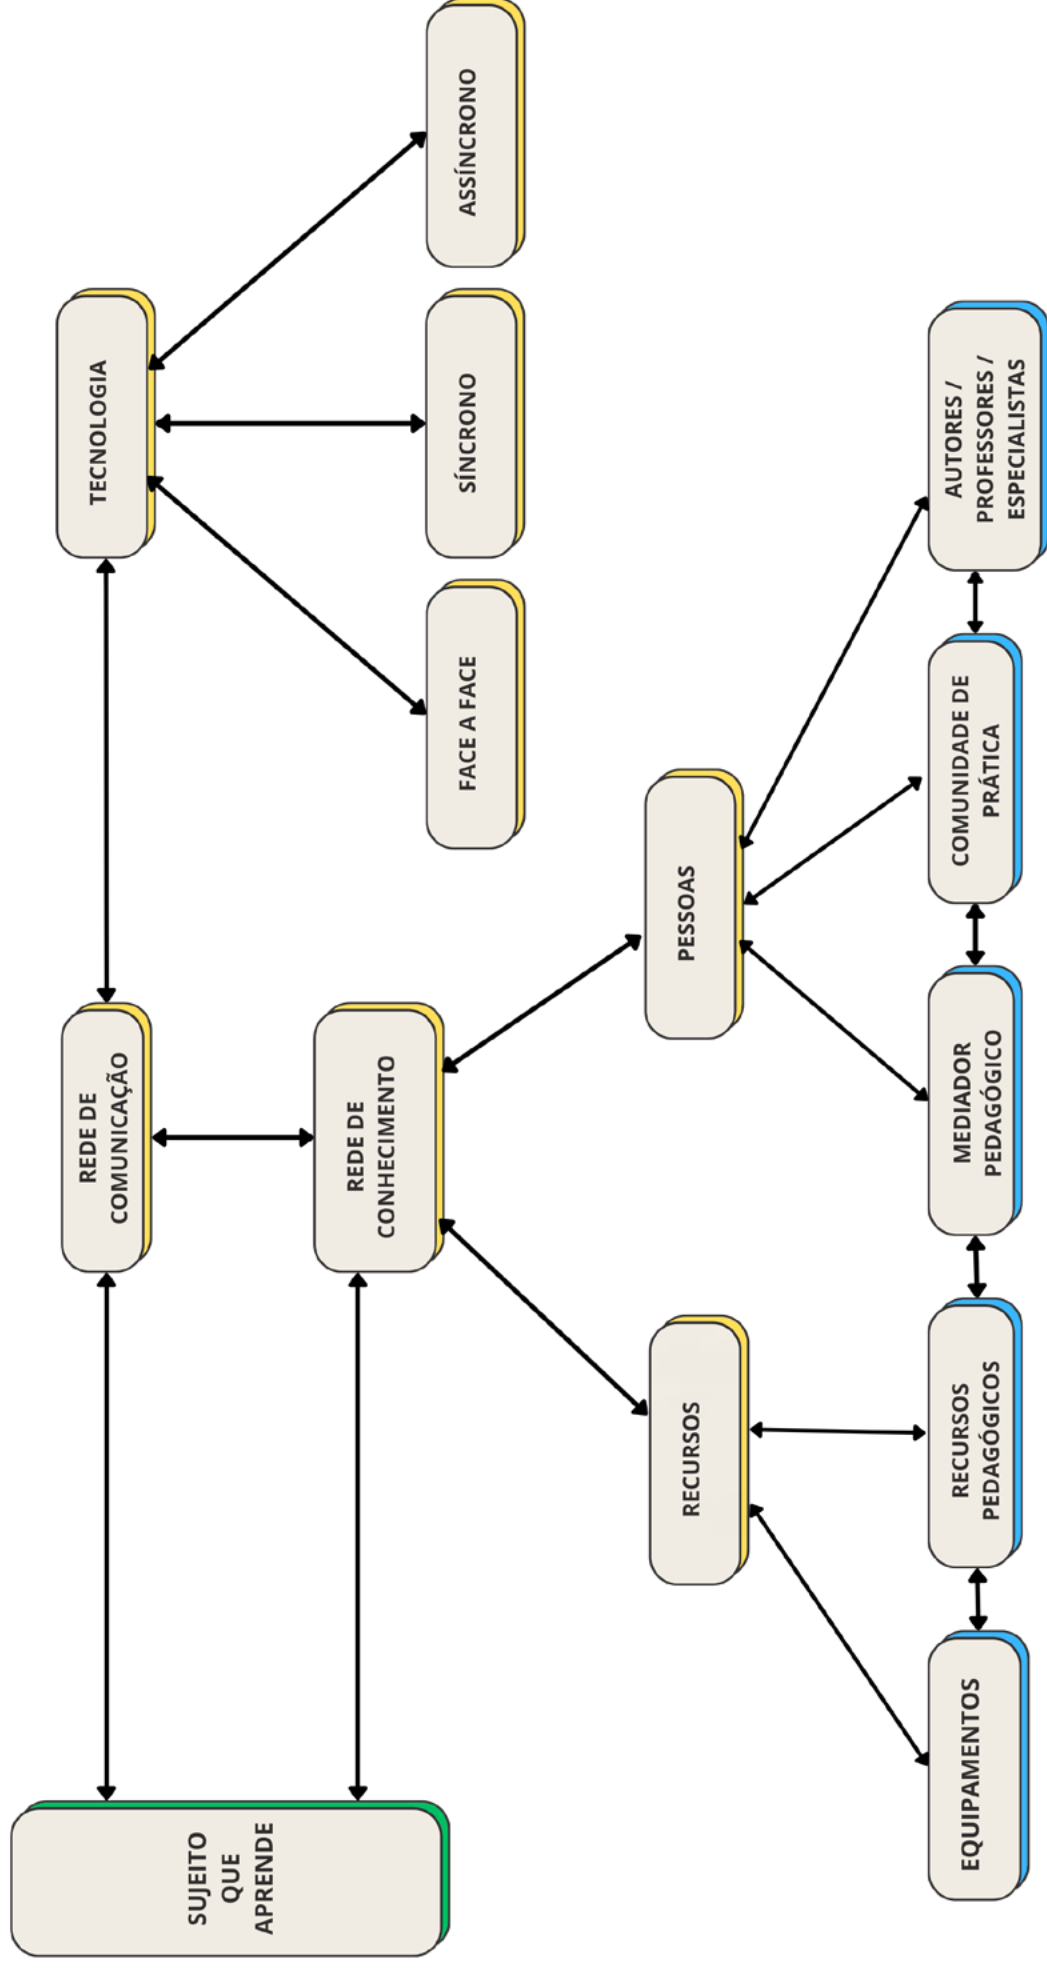 SUJEITO
QUE
APRENDE
REDE DE
COMUNICAÇÃO
TECNOLOGIA
REDE DE
CONHECIMENTO
FACE A FACE
SÍNCRONO
ASSÍNCRONO
RECURSOS
PESSOAS
EQUIPAMENTOS
RECURSOS
PEDAGÓGICOS
MEDIADOR
PEDAGÓGICO
COMUNIDADE DE
PRÁTICA
AUTORES /
PROFESSORES /
ESPECIALISTAS